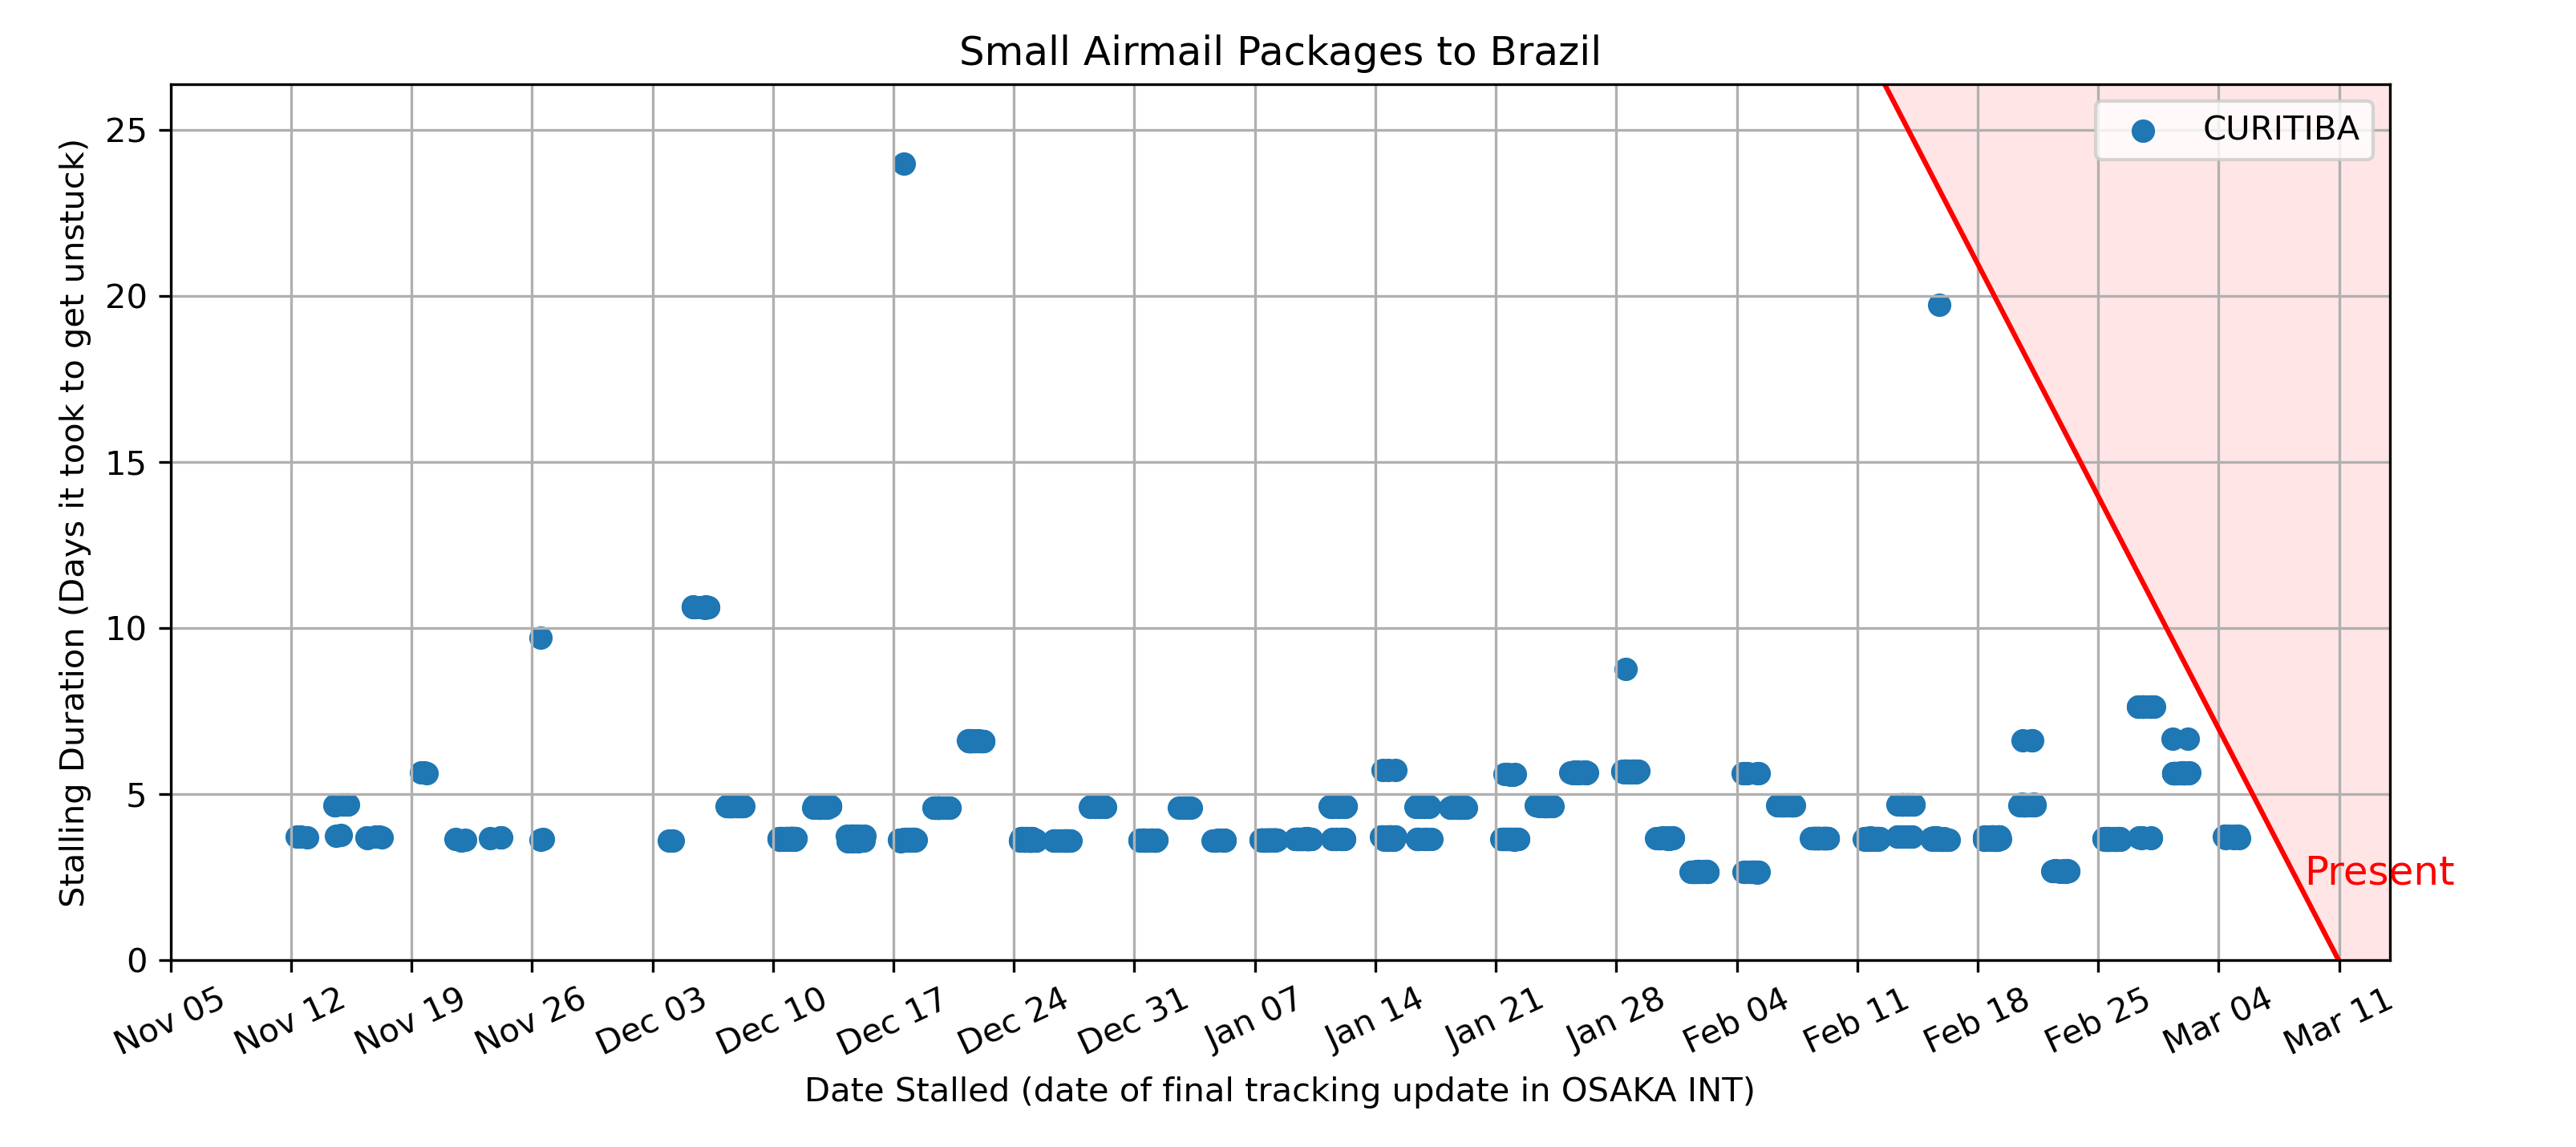 Small Airmail Packages to Brazil
CURITIBA
Stalling Duration (Days it took to get unstuck)
25
20
15
10
5
0
Present
Nov 05
Nov 12
Nov 19
Nov 26
Dec 03
Dec 10
Dec 17
Dec 24
Dec 31
Jan 07
Jan 14
Jan 21
Jan 28
Feb 04
Feb 11
Feb 18
Feb 25
Mar 04
Mar 11
Date Stalled (date of final tracking update in OSAKA INT)